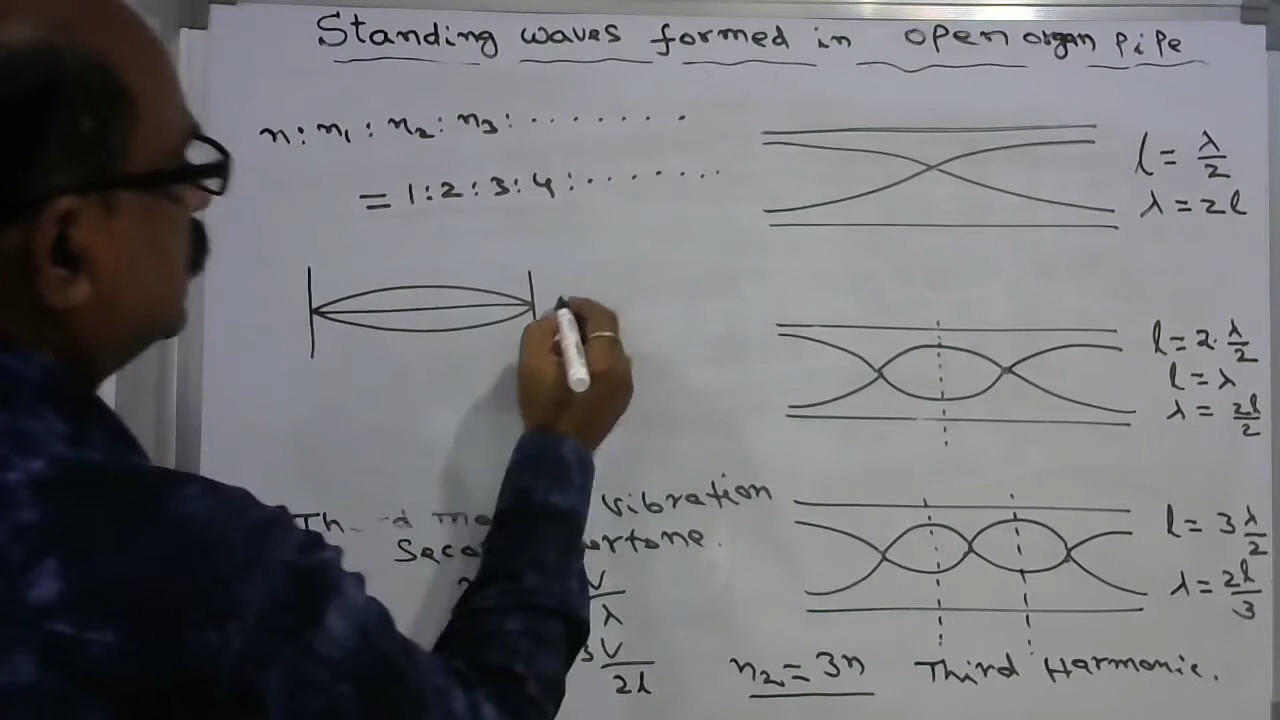 Standing waves formed in open organ pipe
n : n₁ : n₂ : n₃ : ........
= 1 : 2 : 3 : 4 : ........
l = λ/2
λ = 2l
l = 2·λ/2
l = λ
λ = 2l/2
vibration
l = 3 λ/2
λ = 2l/3
V/λ
V/2l
n₂ = 3n Third Harmonic.